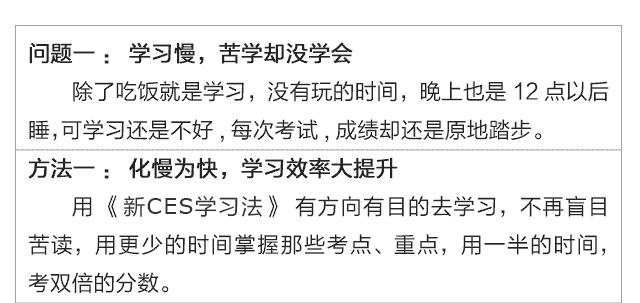 问题一：学习慢，苦学却没学会
除了吃饭就是学习，没有玩的时间，晚上也是 12 点以后
睡，可学习还是不好，每次考试，成绩却还是原地踏步。
方法一：化慢为快，学习效率大提升
用《新CES学习法》有方向有目的去学习，不再盲目
苦读，用更少的时间掌握那些考点、重点，用一半的时间，
考双倍的分数。